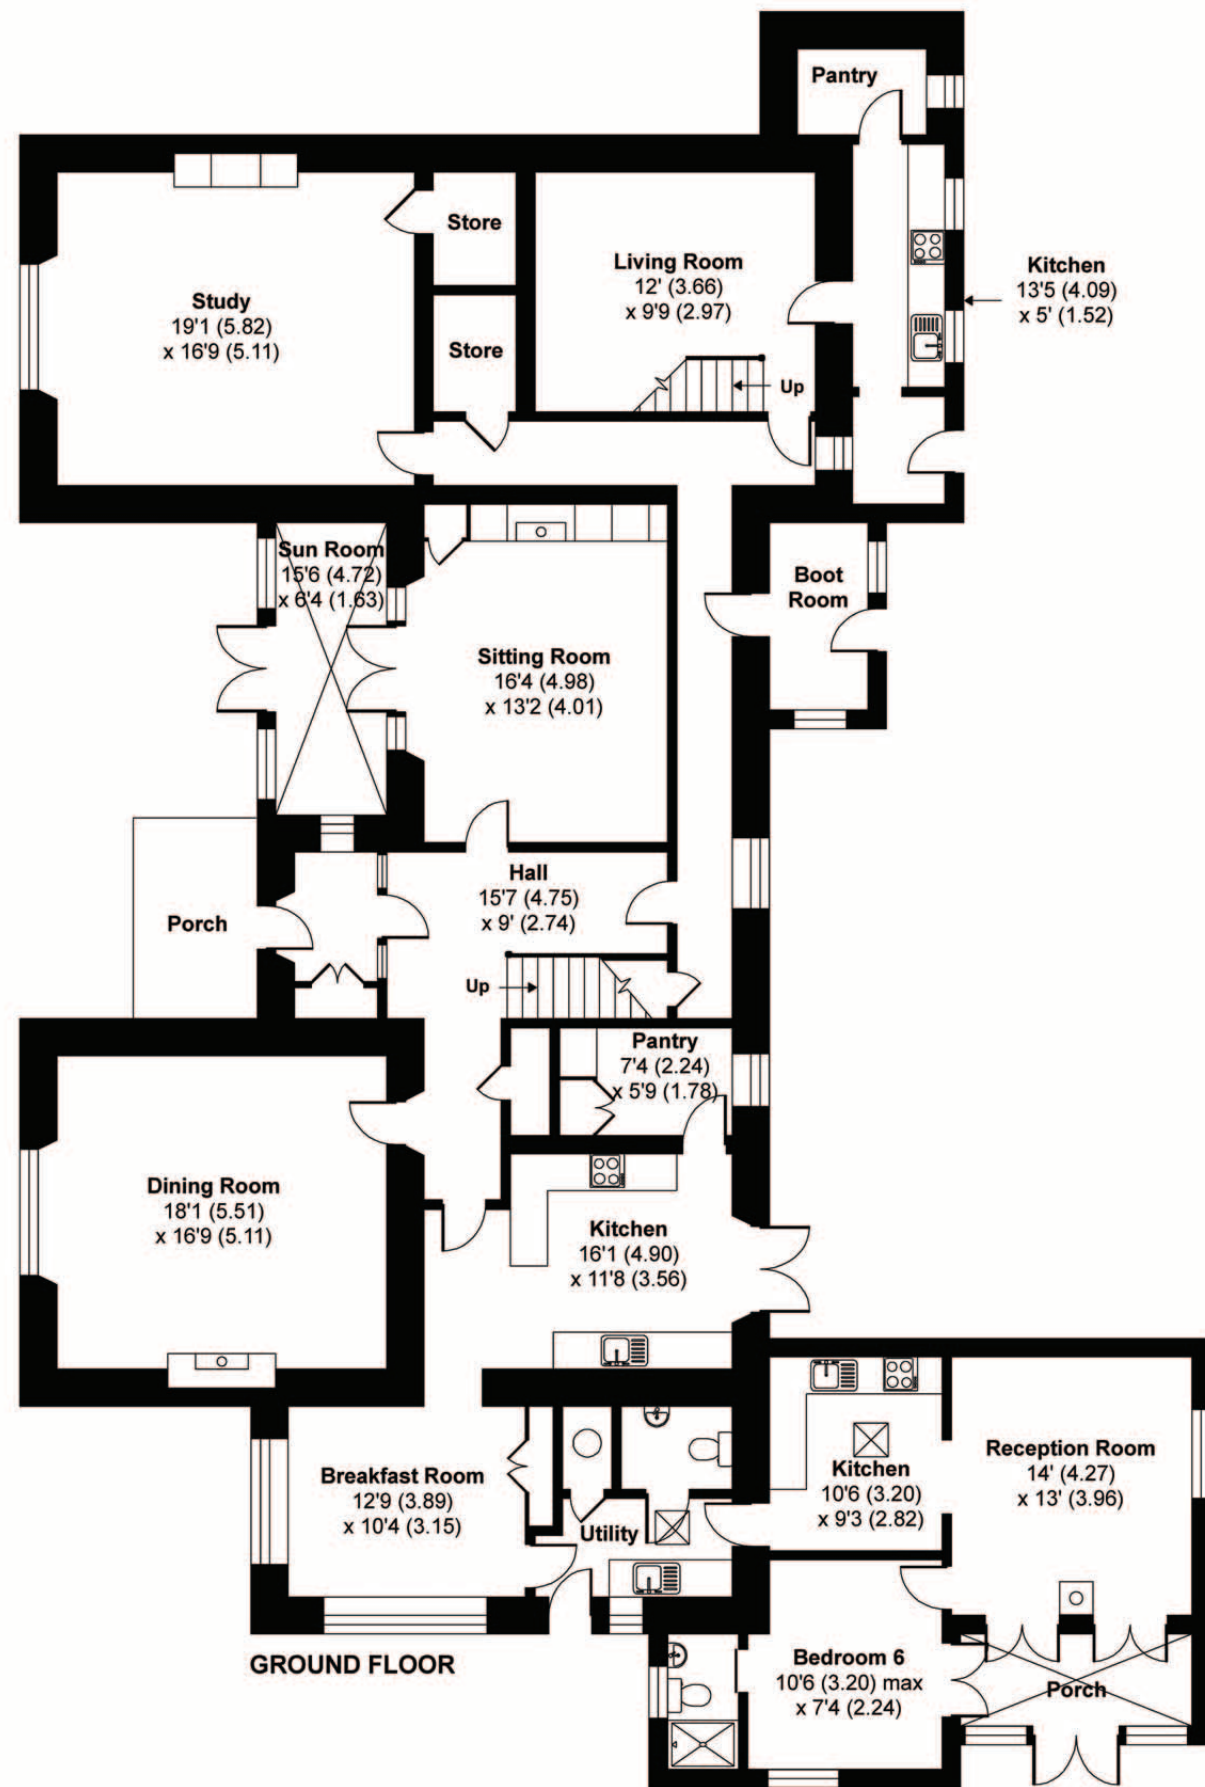 Pantry
Store
Living Room
12' (3.66)
x 9'9 (2.97)
Kitchen
13'5 (4.09)
x 5' (1.52)
Study
19'1 (5.82)
x 16'9 (5.11)
Store
Up
Sun Room
15'6 (4.72)
x 6'4 (1.63)
Boot
Room
Sitting Room
16'4 (4.98)
x 13'2 (4.01)
Hall
15'7 (4.75)
x 9' (2.74)
Porch
Up
Pantry
7'4 (2.24)
x 5'9 (1.78)
Dining Room
18'1 (5.51)
x 16'9 (5.11)
Kitchen
16'1 (4.90)
x 11'8 (3.56)
Breakfast Room
12'9 (3.89)
x 10'4 (3.15)
Utility
Kitchen
10'6 (3.20)
x 9'3 (2.82)
Reception Room
14' (4.27)
x 13' (3.96)
GROUND FLOOR
Bedroom 6
10'6 (3.20) max
x 7'4 (2.24)
Porch